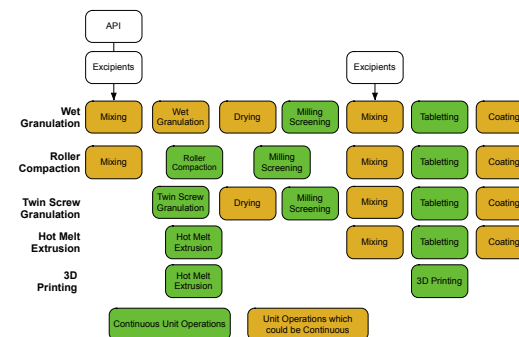 API
Excipients
Excipients
Wet
Granulation
Mixing
Wet
Granulation
Drying
Milling
Screening
Mixing
Tabletting
Coating
Roller
Compaction
Mixing
Roller
Compaction
Milling
Screening
Mixing
Tabletting
Coating
Twin Screw
Granulation
Twin Screw
Granulation
Drying
Milling
Screening
Mixing
Tabletting
Coating
Hot Melt
Extrusion
Hot Melt
Extrusion
Mixing
Tabletting
Coating
3D
Printing
Hot Melt
Extrusion
3D Printing
Continuous Unit Operations
Unit Operations which
could be Continuous